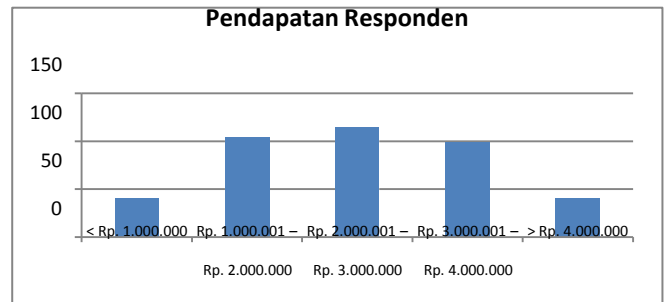 Pendapatan Responden
150
100
50
0
< Rp. 1.000.000 Rp. 1.000.001 – Rp. 2.000.001 – Rp. 3.000.001 – > Rp. 4.000.000
Rp. 2.000.000 Rp. 3.000.000 Rp. 4.000.000